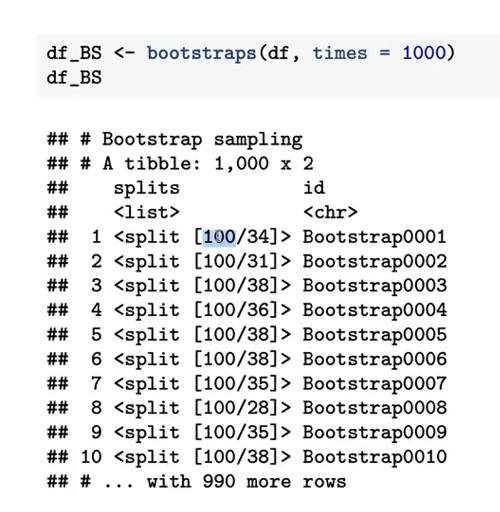 df_BS <- bootstraps(df, times = 1000)
df_BS
## # Bootstrap sampling
## # A tibble: 1,000 x 2
##    splits           id
##    <list>           <chr>
##  1 <split [100/34]> Bootstrap0001
##  2 <split [100/31]> Bootstrap0002
##  3 <split [100/38]> Bootstrap0003
##  4 <split [100/36]> Bootstrap0004
##  5 <split [100/38]> Bootstrap0005
##  6 <split [100/38]> Bootstrap0006
##  7 <split [100/35]> Bootstrap0007
##  8 <split [100/28]> Bootstrap0008
##  9 <split [100/35]> Bootstrap0009
## 10 <split [100/38]> Bootstrap0010
## # ... with 990 more rows